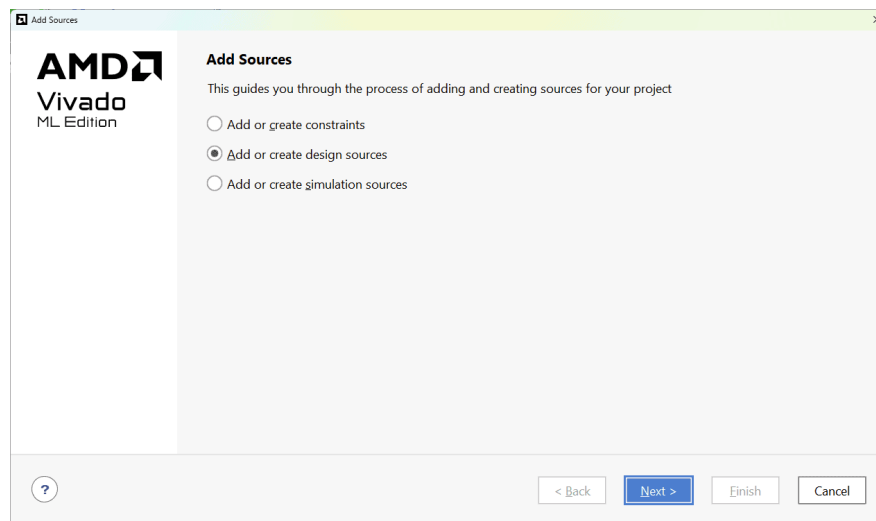 Add Sources
AMD
Vivado
ML Edition
Add Sources
This guides you through the process of adding and creating sources for your project
Add or create constraints
Add or create design sources
Add or create simulation sources
?
< Back
Next >
Finish
Cancel